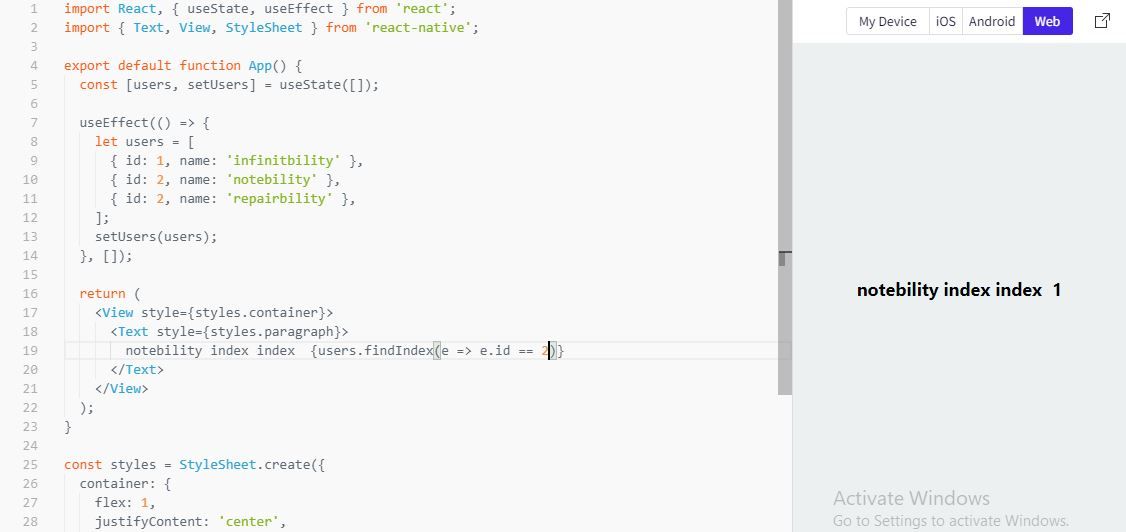 1 import React, { useState, useEffect } from 'react';
2 import { Text, View, StyleSheet } from 'react-native';
3
4 export default function App() {
5   const [users, setUsers] = useState([]);
6
7   useEffect(() => {
8     let users = [
9       { id: 1, name: 'infinitbility' },
10       { id: 2, name: 'notebility' },
11       { id: 2, name: 'repairbility' },
12     ];
13     setUsers(users);
14   }, []);
15
16   return (
17     <View style={styles.container}>
18       <Text style={styles.paragraph}>
19         notebility index index  {users.findIndex(e => e.id == 2)}
20       </Text>
21     </View>
22   );
23 }
24
25 const styles = StyleSheet.create({
26   container: {
27     flex: 1,
28     justifyContent: 'center',
My Device iOS Android Web
notebility index index  1
Activate Windows
Go to Settings to activate Windows.